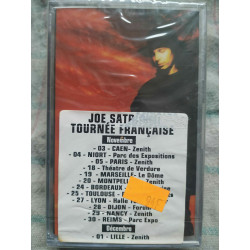 JOE SATR
TOURNÉE FRANÇAISE
Novembre
- 03 - CAEN- Zenith
- 04 - NIORT - Parc des Expositions
- 05 - PARIS - Zenith
- 18 - Théatre de Verdure
- 19 - MARSEILLE- Le Dôme
- 20 - MONTPEL
- 24 - BORDEAUX
- 25 - TOULOUSE -
- 27 - LYON - Halle
- 28 - DIJON-
- 29 - NANCY - Zenith
- 30 - REIMS - Parc Expo
Décembre
- 01 - LILLE - Zenith